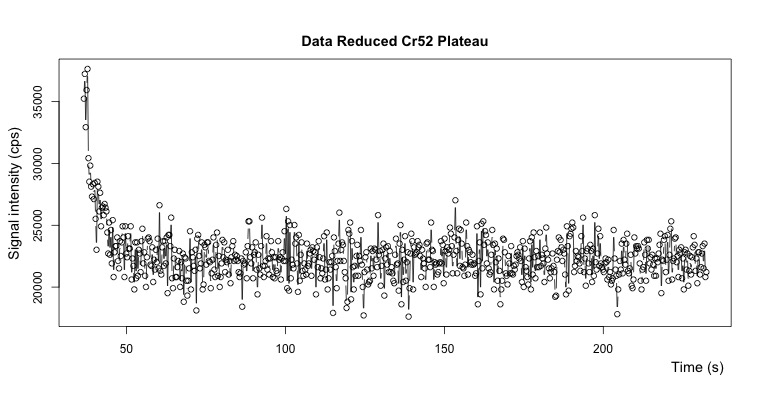 Data Reduced Cr52 Plateau
Signal intensity (cps)
35000
30000
25000
20000
50 100 150 200
Time (s)